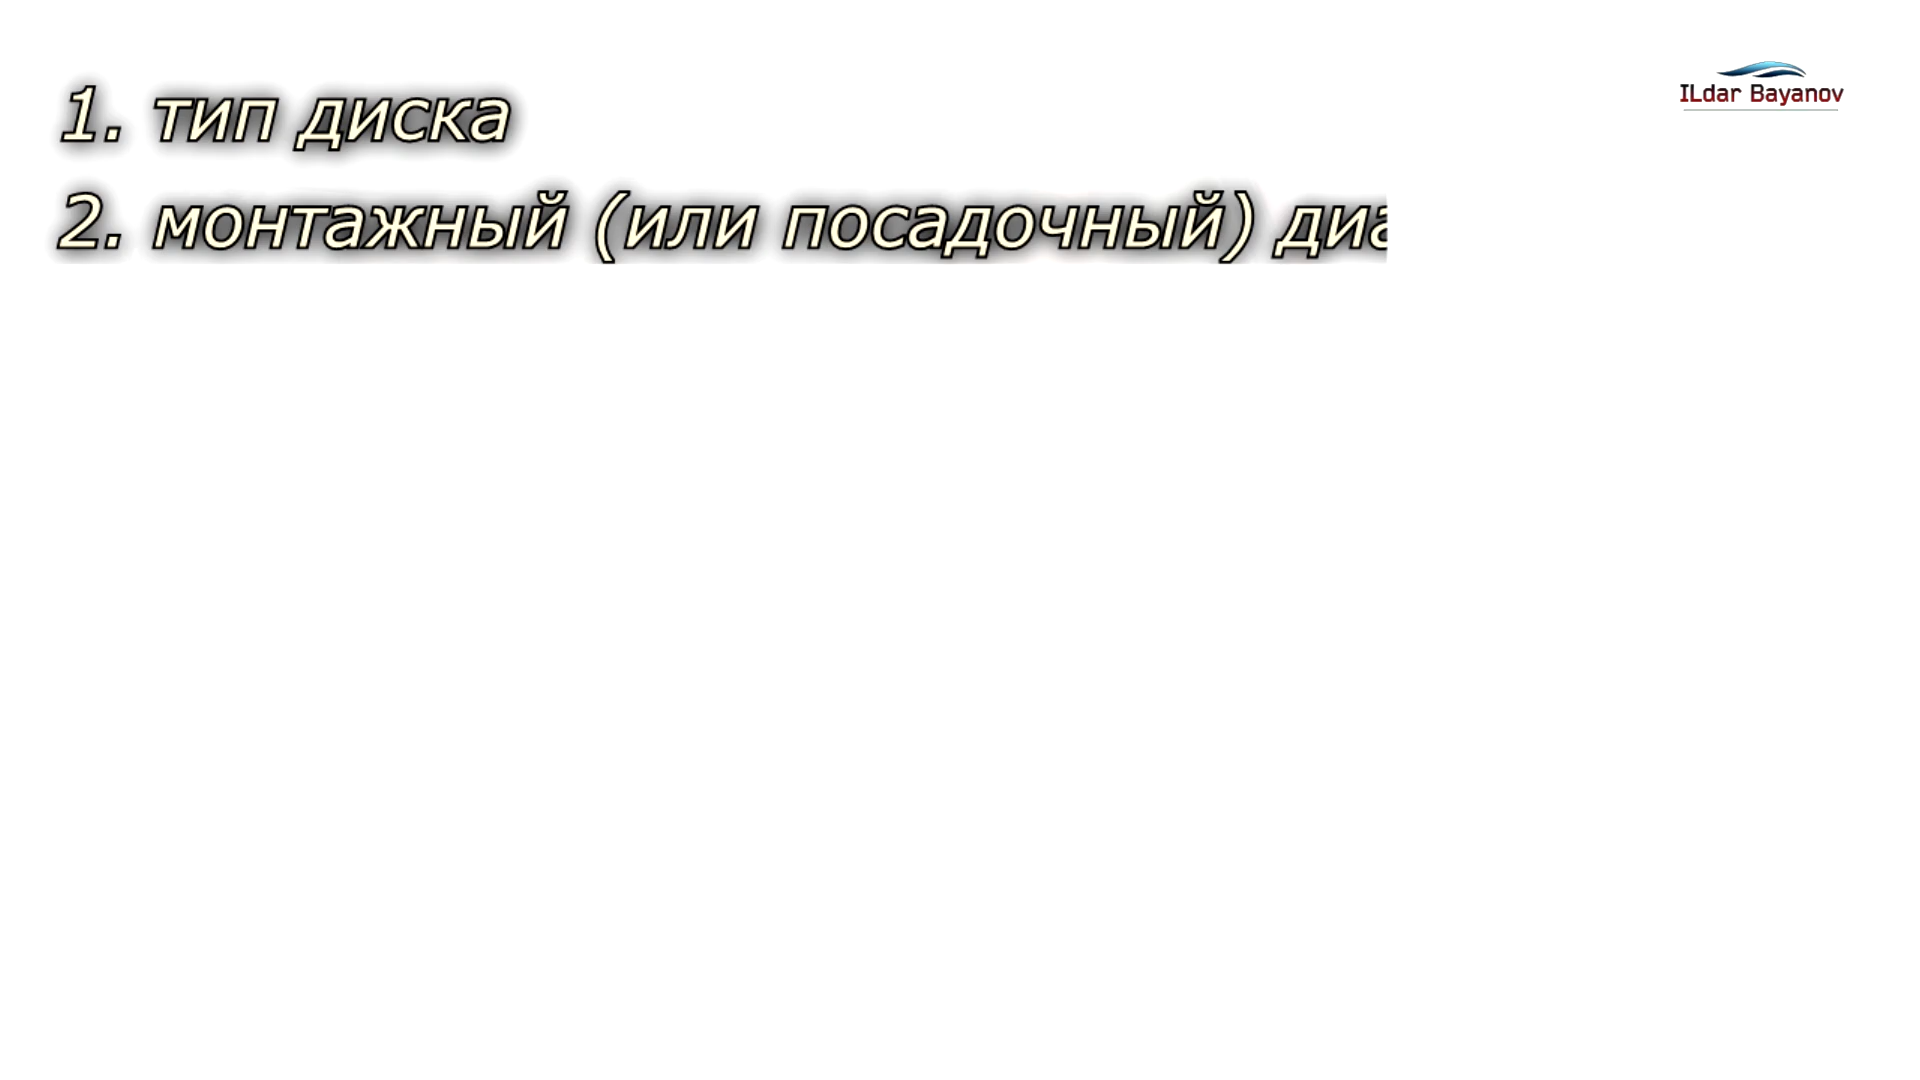 1. тип диска
ILdar Bayanov
2. монтажный (или посадочный)